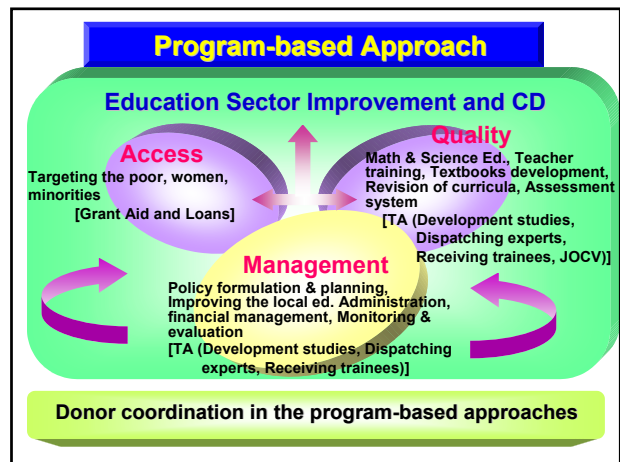 Program-based Approach
Education Sector Improvement and CD
Access
Targeting the poor, women,
minorities
[Grant Aid and Loans]
Quality
Math & Science Ed., Teacher
training, Textbooks development,
Revision of curricula, Assessment
system
[TA (Development studies,
Dispatching experts,
Receiving trainees, JOCV)]
Management
Policy formulation & planning,
Improving the local ed. Administration,
financial management, Monitoring &
evaluation
[TA (Development studies, Dispatching
experts, Receiving trainees)]
Donor coordination in the program-based approaches